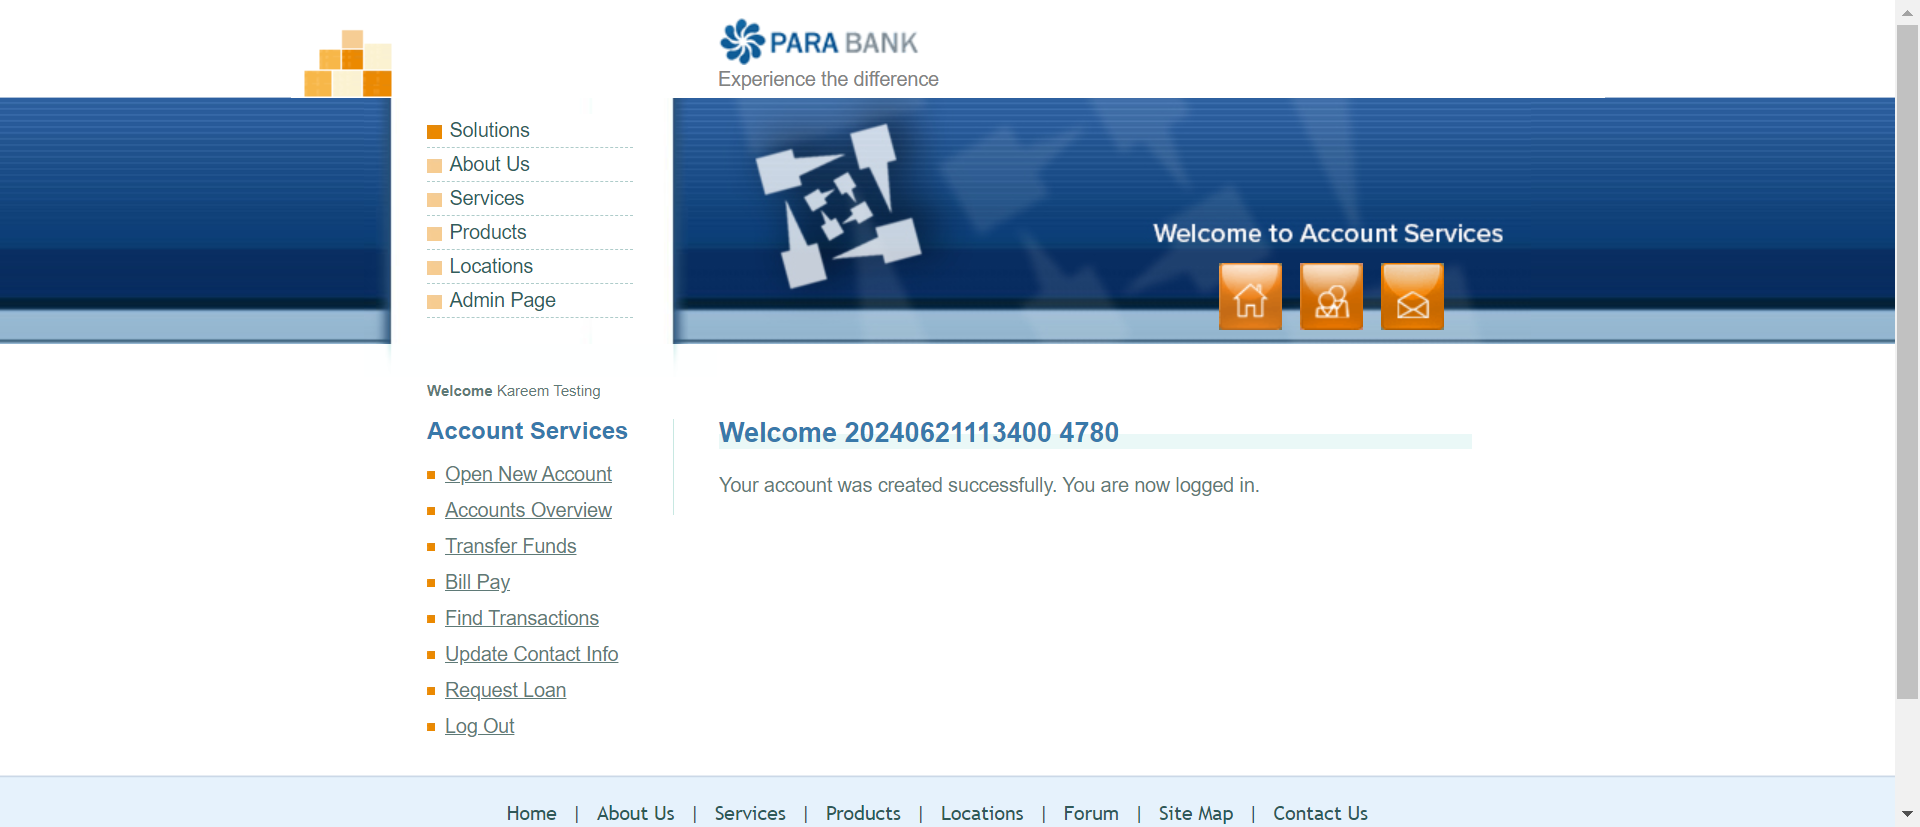 PARA BANK
Experience the difference
Solutions
About Us
Services
Products
Locations
Admin Page
Welcome to Account Services
Welcome Kareem Testing
Account Services
Open New Account
Accounts Overview
Transfer Funds
Bill Pay
Find Transactions
Update Contact Info
Request Loan
Log Out
Welcome 20240621113400 4780
Your account was created successfully. You are now logged in.
Home | About Us | Services | Products | Locations | Forum | Site Map | Contact Us